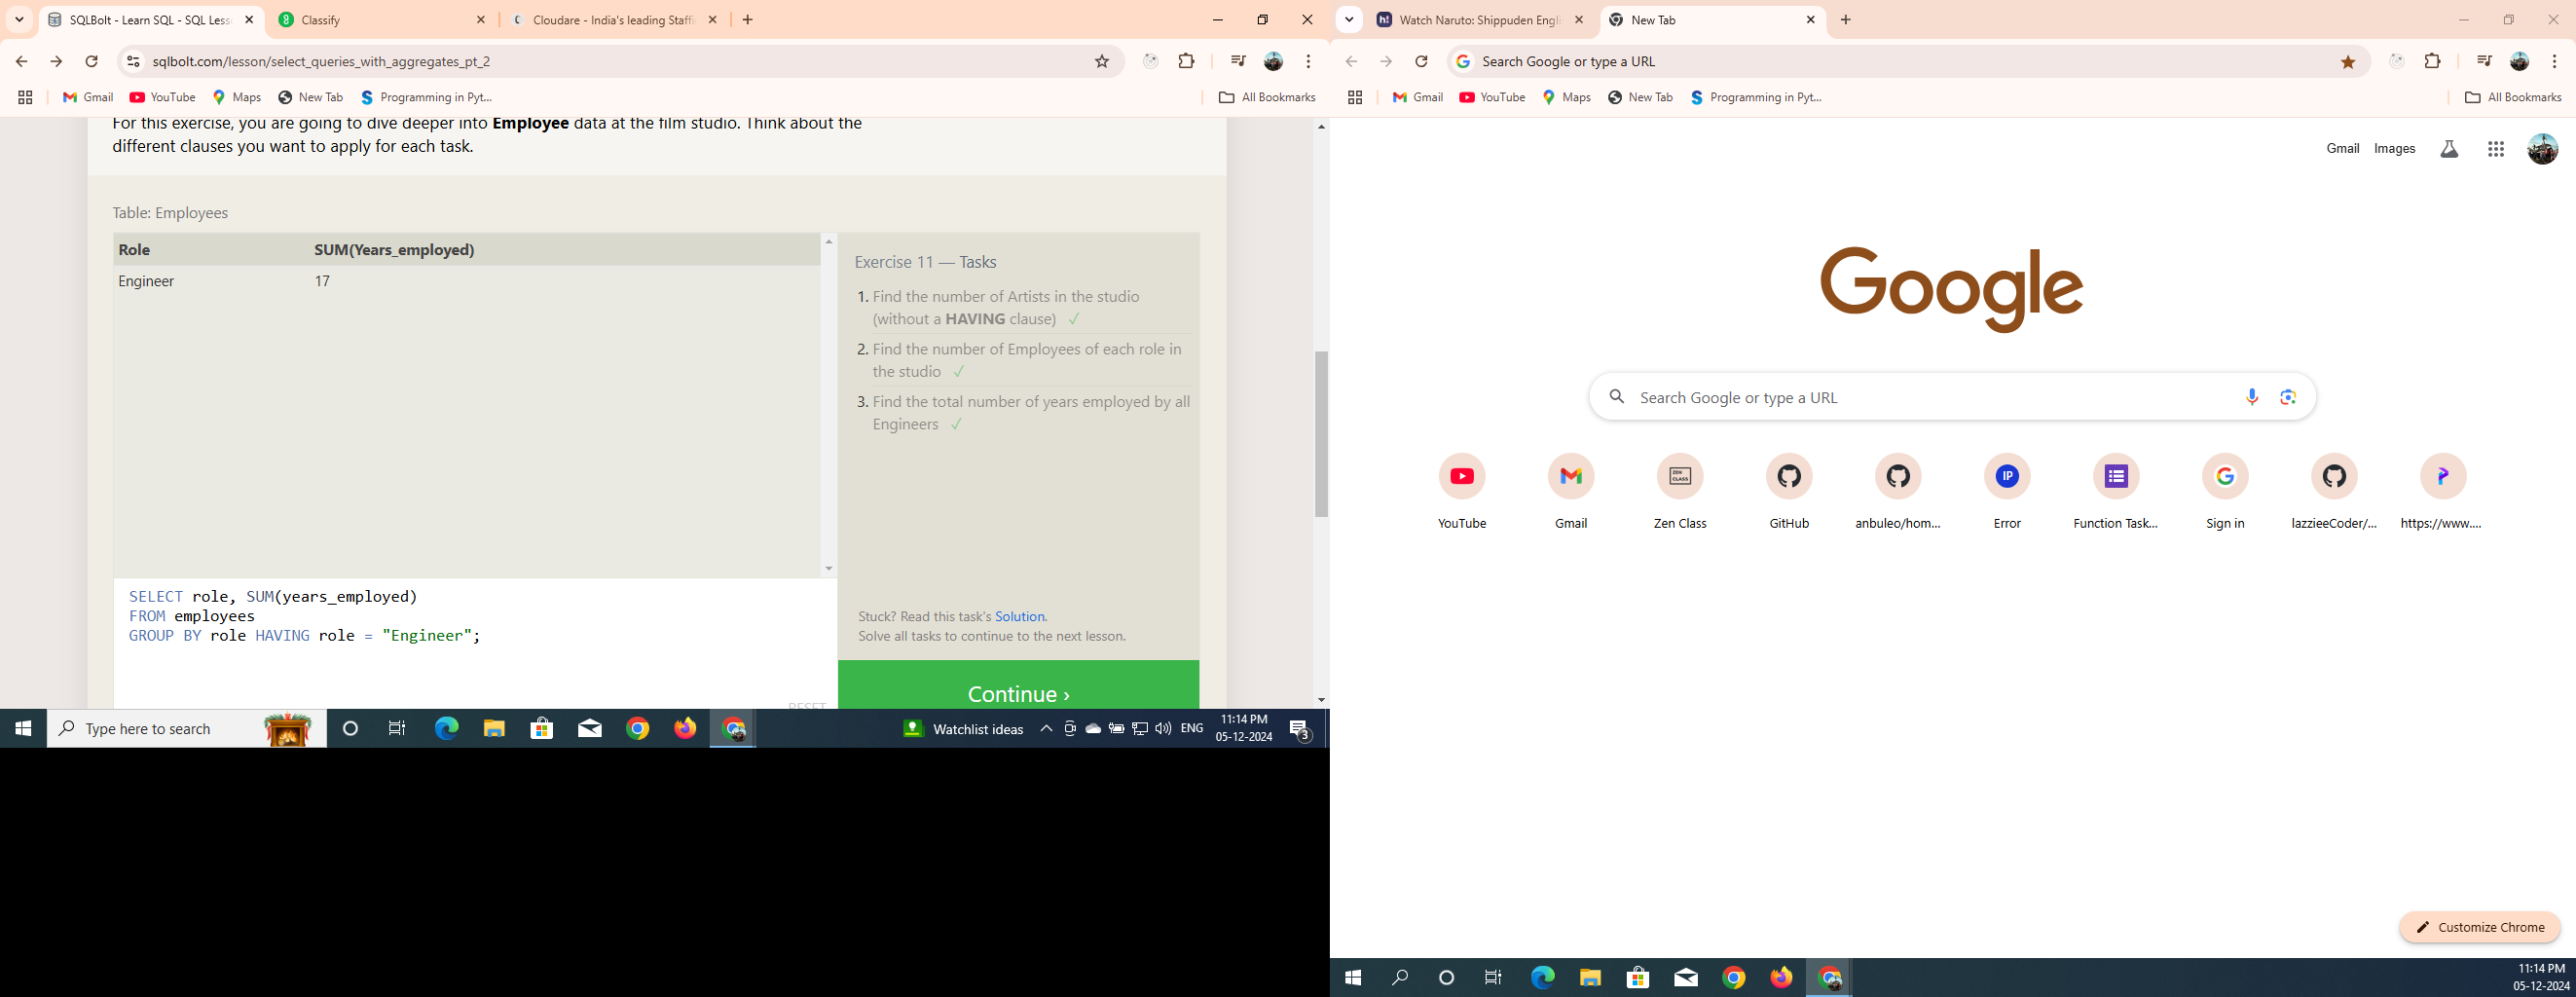 SQLBolt - Learn SQL - SQL Less
Classify
Cloudare - India's leading Staffi
sqlbolt.com/lesson/select_queries_with_aggregates_pt_2
Gmail
YouTube
Maps
New Tab
Programming in Pyt...
All Bookmarks
For this exercise, you are going to dive deeper into Employee data at the film studio. Think about the
different clauses you want to apply for each task.
Table: Employees
Role SUM(Years_employed)
Engineer 17
Exercise 11 — Tasks
1. Find the number of Artists in the studio
(without a HAVING clause) ✓
2. Find the number of Employees of each role in
the studio ✓
3. Find the total number of years employed by all
Engineers ✓
SELECT role, SUM(years_employed)
FROM employees
GROUP BY role HAVING role = "Engineer";
RESET
Stuck? Read this task's Solution.
Solve all tasks to continue to the next lesson.
Continue ›
Type here to search
Watchlist ideas
ENG
11:14 PM
05-12-2024
3
h!
Watch Naruto: Shippuden Engli
New Tab
Search Google or type a URL
Gmail
YouTube
Maps
New Tab
Programming in Pyt...
All Bookmarks
Gmail Images
Google
Search Google or type a URL
ZEN CLASS
IP
YouTube
Gmail
Zen Class
GitHub
anbuleo/hom...
Error
Function Task...
Sign in
lazzieeCoder/...
https://www....
Customize Chrome
11:14 PM
05-12-2024